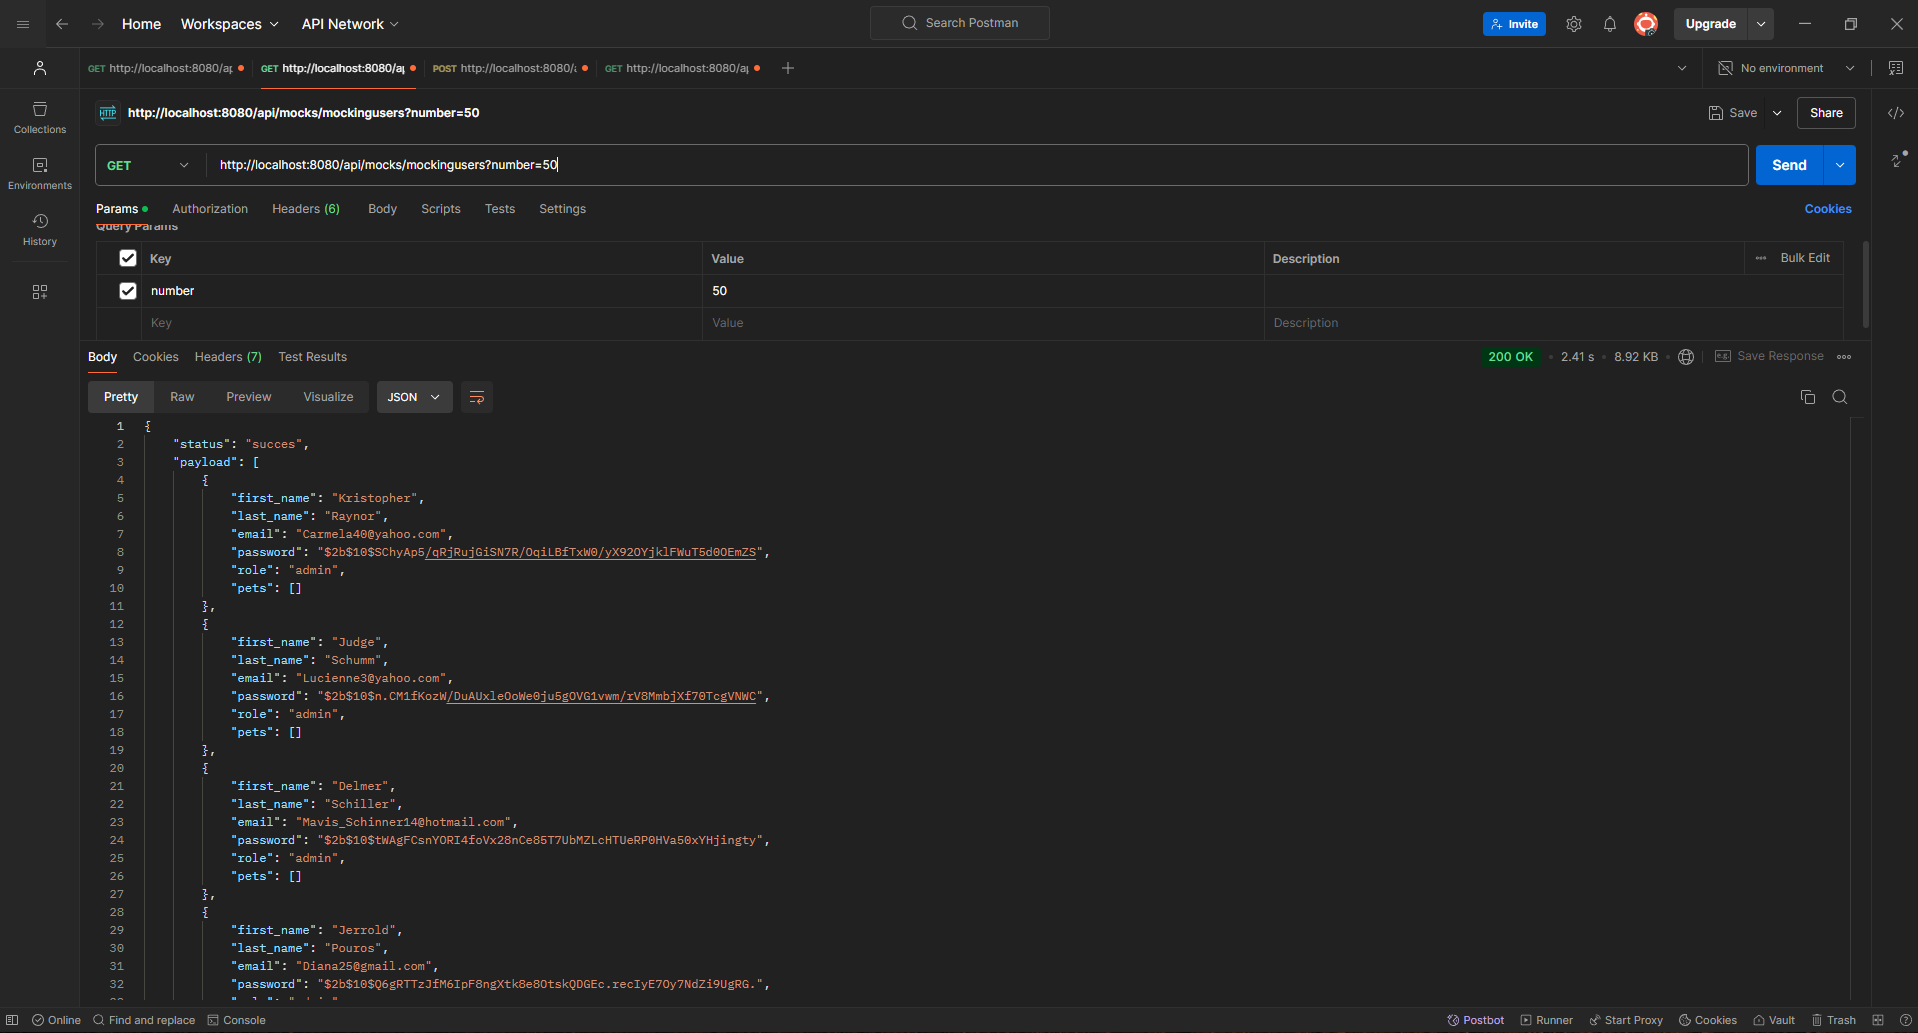 Home Workspaces API Network Search Postman Invite Upgrade
GET http://localhost:8080/ap GET http://localhost:8080/ap POST http://localhost:8080/a GET http://localhost:8080/ap No environment
HTTP http://localhost:8080/api/mocks/mockingusers?number=50 Save Share
Collections
GET http://localhost:8080/api/mocks/mockingusers?number=50 Send
Environments
Params Authorization Headers (6) Body Scripts Tests Settings Cookies
Query Params
History
Key Value Description Bulk Edit
number 50
Key Value Description
Body Cookies Headers (7) Test Results 200 OK 2.41 s 8.92 KB e.g. Save Response
Pretty Raw Preview Visualize JSON
1 {
2 "status": "succes",
3 "payload": [
4 {
5 "first_name": "Kristopher",
6 "last_name": "Raynor",
7 "email": "Carmela40@yahoo.com",
8 "password": "$2b$10$SChyAp5/qRjRujGiSN7R/OqiLBfTxW0/yX92OYjklFWuT5d0OEmZS",
9 "role": "admin",
10 "pets": []
11 },
12 {
13 "first_name": "Judge",
14 "last_name": "Schumm",
15 "email": "Lucienne3@yahoo.com",
16 "password": "$2b$10$n.CM1fKozW/DuAUxleOoWe0ju5gOVG1vwm/rV8MmbjXf70TcgVNWC",
17 "role": "admin",
18 "pets": []
19 },
20 {
21 "first_name": "Delmer",
22 "last_name": "Schiller",
23 "email": "Mavis_Schinner14@hotmail.com",
24 "password": "$2b$10$tWAgFCsnYORI4foVx28nCe85T7UbMZLcHTUeRP0HVa50xYHjingty",
25 "role": "admin",
26 "pets": []
27 },
28 {
29 "first_name": "Jerrold",
30 "last_name": "Pouros",
31 "email": "Diana25@gmail.com",
32 "password": "$2b$10$Q6gRTTzJfM6IpF8ngXtk8e8OtskQDGEc.recIyE7Oy7NdZi9UgRG.",
Online Find and replace Console Postbot Runner Start Proxy Cookies Vault Trash